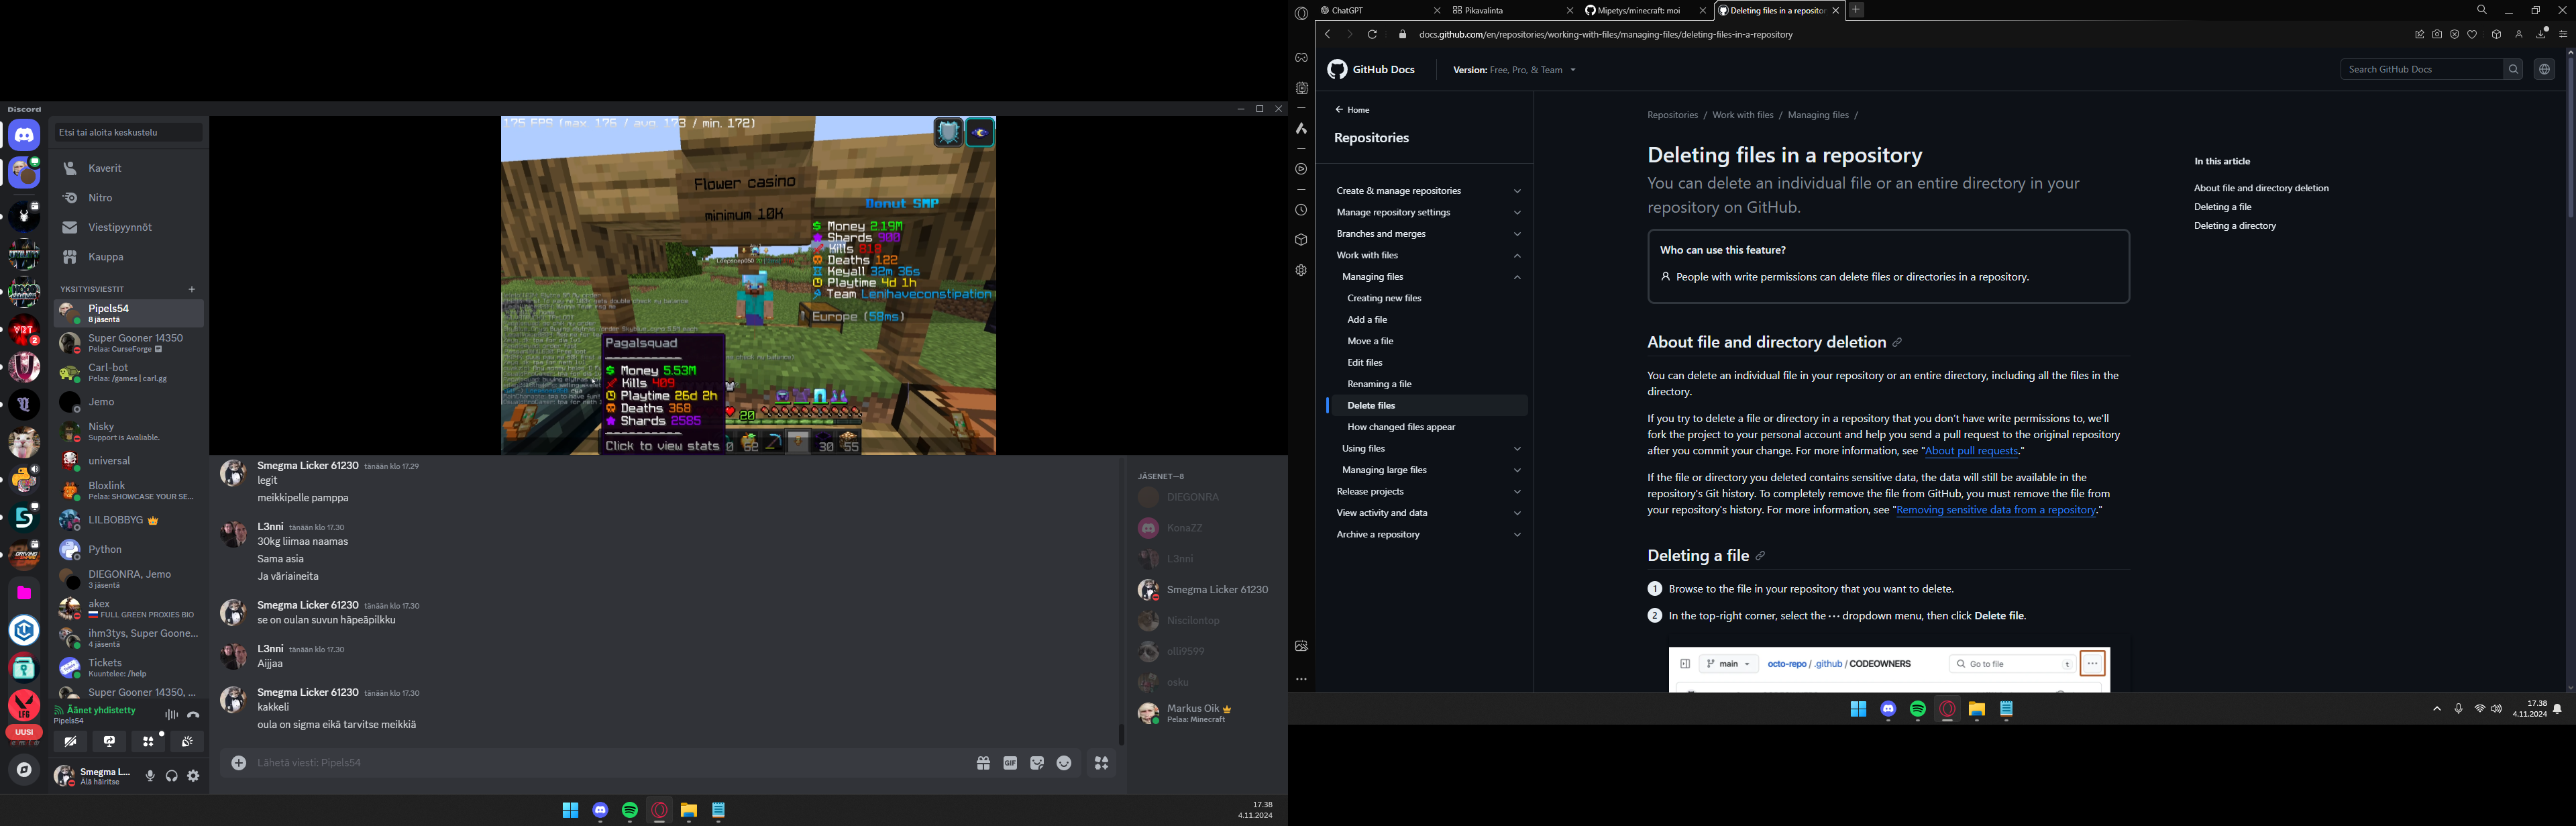 Discord
Etsi tai aloita keskustelu
Kaverit
Nitro
Viestipyynnöt
Kauppa
YKSITYISVIESTIT
Pipels54
8 jäsentä
Super Gooner 14350
Pelaa: CurseForge
Carl-bot
Pelaa: /games | carl.gg
Jemo
Nisky
Support is Avaliable.
universal
Bloxlink
Pelaa: SHOWCASE YOUR SE...
LILBOBBYG
Python
DIEGONRA, Jemo
3 jäsentä
akex
FULL GREEN PROXIES BIO
ihm3tys, Super Goone...
4 jäsentä
Tickets
Kuuntelee: /help
Super Gooner 14350, ...
Äänet yhdistetty
Pipels54
UUSI
Smegma L...
Älä häiritse
175 FPS (max. 176 / avg. 173 / min. 172)
Flower casino
minimum 10K
Donut SMP
Money 2.19M
Shards 900
Kills 818
Deaths 122
Keyall 32m 36s
Playtime 4d 1h
Team Lenihaveconstipation
Europe (58ms)
Pagalsquad
Money 5.53M
Kills 409
Playtime 26d 2h
Deaths 368
Shards 2585
Click to view stats
20
30
55
Smegma Licker 61230 tänään klo 17.29
legit
meikkipelle pamppa
L3nni tänään klo 17.30
30kg liimaa naamas
Sama asia
Ja väriaineita
Smegma Licker 61230 tänään klo 17.30
se on oulan suvun häpeäpilkku
L3nni tänään klo 17.30
Aijjaa
Smegma Licker 61230 tänään klo 17.30
kakkeli
oula on sigma eikä tarvitse meikkiä
Lähetä viesti: Pipels54
GIF
JÄSENET—8
DIEGONRA
KonaZZ
L3nni
Smegma Licker 61230
Niscilontop
olli9599
osku
Markus Oik
Pelaa: Minecraft
17.38
4.11.2024
ChatGPT
Pikavalinta
Mipetys/minecraft: moi
Deleting files in a repositor
docs.github.com/en/repositories/working-with-files/managing-files/deleting-files-in-a-repository
GitHub Docs
Version: Free, Pro, & Team
Search GitHub Docs
Home
Repositories
Create & manage repositories
Manage repository settings
Branches and merges
Work with files
Managing files
Creating new files
Add a file
Move a file
Edit files
Renaming a file
Delete files
How changed files appear
Using files
Managing large files
Release projects
View activity and data
Archive a repository
Repositories / Work with files / Managing files /
Deleting files in a repository
You can delete an individual file or an entire directory in your
repository on GitHub.
Who can use this feature?
People with write permissions can delete files or directories in a repository.
About file and directory deletion
You can delete an individual file in your repository or an entire directory, including all the files in the
directory.
If you try to delete a file or directory in a repository that you don't have write permissions to, we'll
fork the project to your personal account and help you send a pull request to the original repository
after you commit your change. For more information, see "About pull requests."
If the file or directory you deleted contains sensitive data, the data will still be available in the
repository's Git history. To completely remove the file from GitHub, you must remove the file from
your repository's history. For more information, see "Removing sensitive data from a repository."
Deleting a file
1 Browse to the file in your repository that you want to delete.
2 In the top-right corner, select the ··· dropdown menu, then click Delete file.
main
octo-repo / .github / CODEOWNERS
Go to file
t
In this article
About file and directory deletion
Deleting a file
Deleting a directory
17.38
4.11.2024